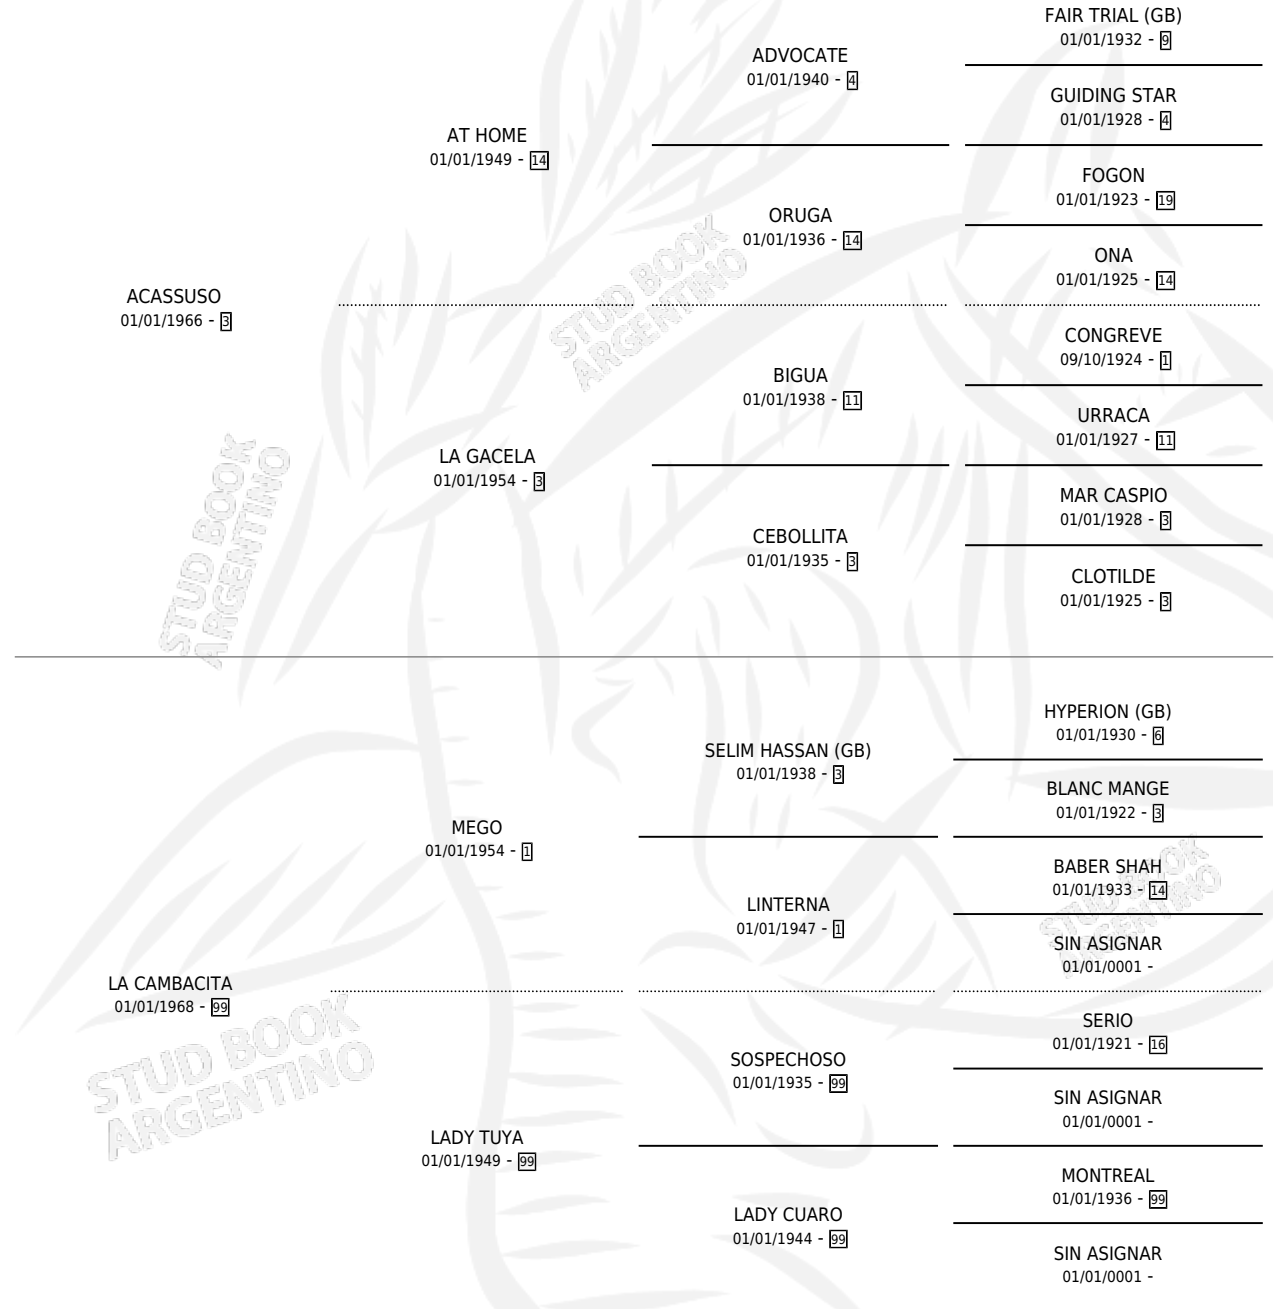 FAIR TRIAL (GB)
01/01/1932 - 9
ADVOCATE
01/01/1940 - 4
GUIDING STAR
01/01/1928 - 4
AT HOME
01/01/1949 - 14
FOGON
01/01/1923 - 19
ORUGA
01/01/1936 - 14
ONA
01/01/1925 - 14
ACASSUSO
01/01/1966 - 3
CONGREVE
09/10/1924 - 1
BIGUA
01/01/1938 - 11
URRACA
01/01/1927 - 11
LA GACELA
01/01/1954 - 3
MAR CASPIO
01/01/1928 - 3
CEBOLLITA
01/01/1935 - 3
CLOTILDE
01/01/1925 - 3
HYPERION (GB)
01/01/1930 - 6
SELIM HASSAN (GB)
01/01/1938 - 3
BLANC MANGE
01/01/1922 - 3
MEGO
01/01/1954 - 1
BABER SHAH
01/01/1933 - 14
LINTERNA
01/01/1947 - 1
SIN ASIGNAR
01/01/0001 -
LA CAMBACITA
01/01/1968 - 99
SERIO
01/01/1921 - 16
SOSPECHOSO
01/01/1935 - 99
SIN ASIGNAR
01/01/0001 -
LADY TUYA
01/01/1949 - 99
MONTREAL
01/01/1936 - 99
LADY CUARO
01/01/1944 - 99
SIN ASIGNAR
01/01/0001 -
STUD BOOK
ARGENTINO
STUD BOOK
ARGENTINO
STUD BOOK
ARGENTINO
STUD BOOK
ARGENTINO